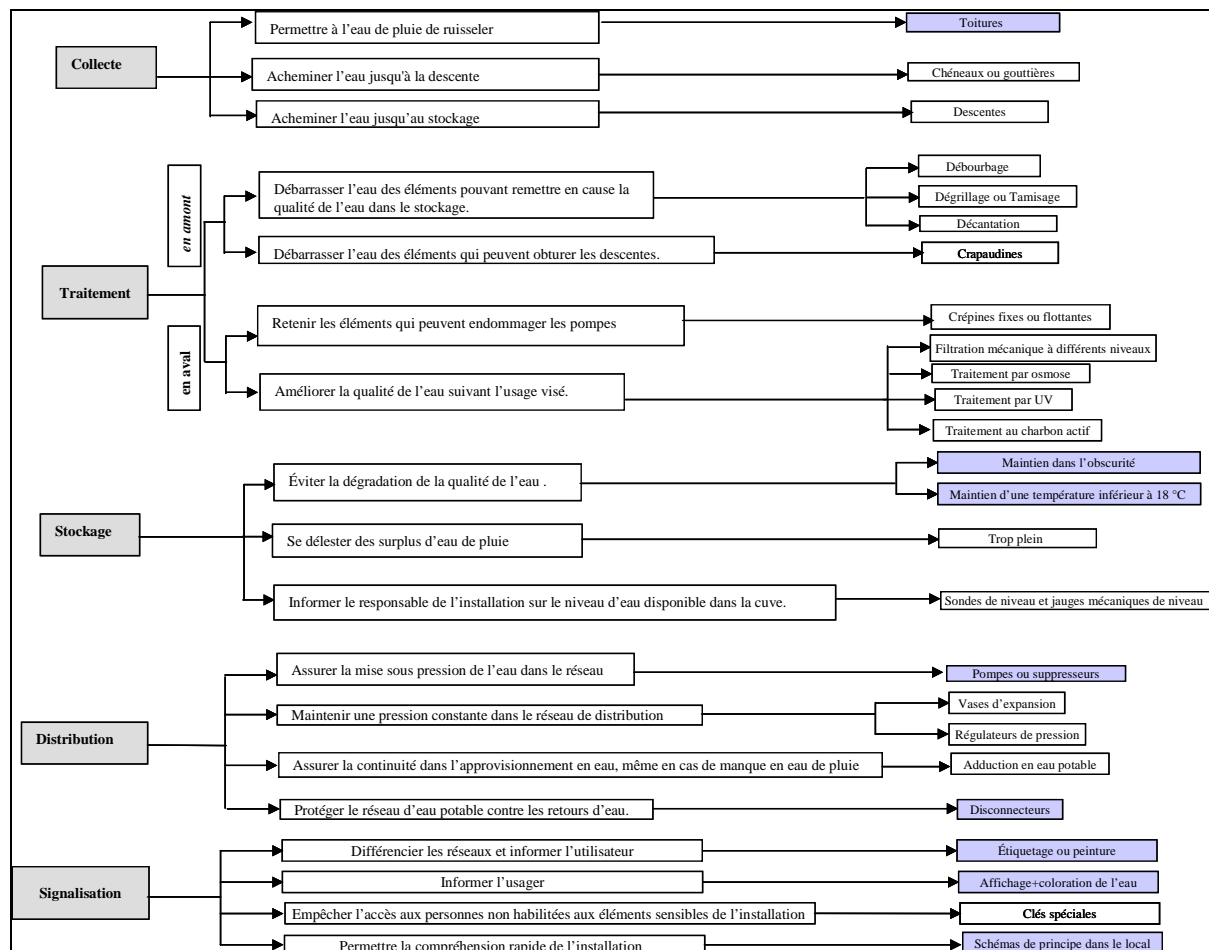 Collecte
Permettre à l'eau de pluie de ruisseler
Toitures
Acheminer l'eau jusqu'à la descente
Chéneaux ou gouttières
Acheminer l'eau jusqu'au stockage
Descentes
Traitement
en amont
Débarrasser l'eau des éléments pouvant remettre en cause la
qualité de l'eau dans le stockage.
Débourbage
Dégrillage ou Tamisage
Décantation
Débarrasser l'eau des éléments qui peuvent obturer les descentes.
Crapaudines
en aval
Retenir les éléments qui peuvent endommager les pompes
Crépines fixes ou flottantes
Améliorer la qualité de l'eau suivant l'usage visé.
Filtration mécanique à différents niveaux
Traitement par osmose
Traitement par UV
Traitement au charbon actif
Stockage
Éviter la dégradation de la qualité de l'eau .
Maintien dans l'obscurité
Maintien d'une température inférieur à 18 °C
Se délester des surplus d'eau de pluie
Trop plein
Informer le responsable de l'installation sur le niveau d'eau disponible dans la cuve.
Sondes de niveau et jauges mécaniques de niveau
Distribution
Assurer la mise sous pression de l'eau dans le réseau
Pompes ou suppresseurs
Maintenir une pression constante dans le réseau de distribution
Vases d'expansion
Régulateurs de pression
Assurer la continuité dans l'approvisionnement en eau, même en cas de manque en eau de pluie
Adduction en eau potable
Protéger le réseau d'eau potable contre les retours d'eau.
Disconnecteurs
Signalisation
Différencier les réseaux et informer l'utilisateur
Étiquetage ou peinture
Informer l'usager
Affichage+coloration de l'eau
Empêcher l'accès aux personnes non habilitées aux éléments sensibles de l'installation
Clés spéciales
Permettre la compréhension rapide de l'installation
Schémas de principe dans le local